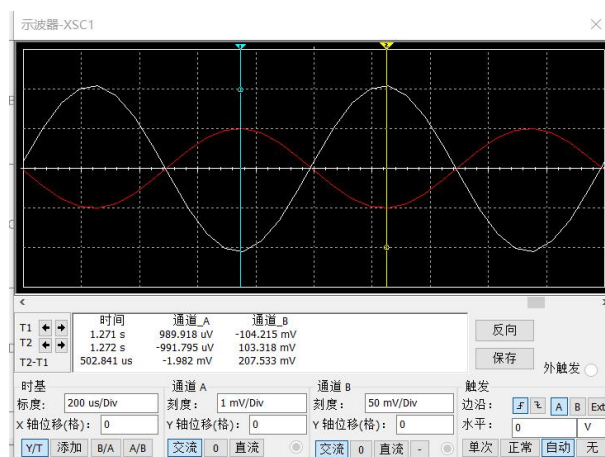 示波器-XSC1
1
2
时间 通道_A 通道_B
T1 1.271 s 989.918 uV -104.215 mV
T2 1.272 s -991.795 uV 103.318 mV
T2-T1 502.841 us -1.982 mV 207.533 mV
反向
保存
外触发
时基 通道 A 通道 B 触发
标度: 200 us/Div 刻度: 1 mV/Div 刻度: 50 mV/Div 边沿: A B Ext
X 轴位移(格): 0 Y 轴位移(格): 0 Y 轴位移(格): 0 水平: 0 V
Y/T 添加 B/A A/B 交流 0 直流 交流 0 直流 - 单次 正常 自动 无